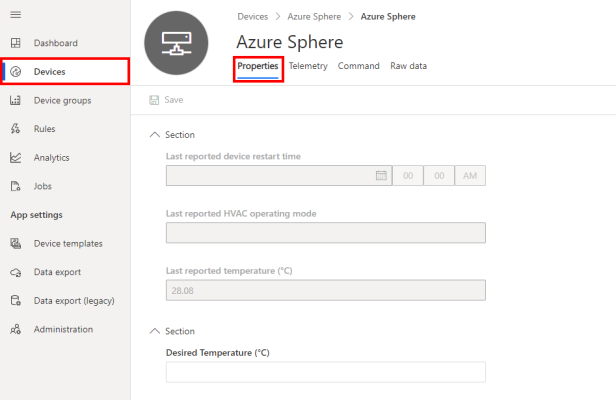 Devices > Azure Sphere > Azure Sphere
Azure Sphere
Properties Telemetry Command Raw data
Dashboard
Devices
Device groups
Rules
Analytics
Jobs
App settings
Device templates
Data export
Data export (legacy)
Administration
Save
Section
Last reported device restart time
00 00 AM
Last reported HVAC operating mode
Last reported temperature (°C)
28.08
Section
Desired Temperature (°C)